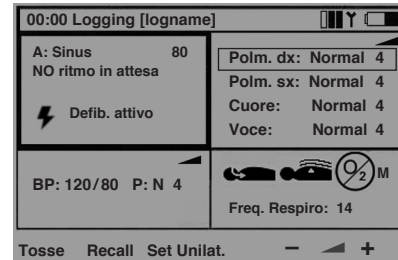 00:00 Logging [logname]
A: Sinus 80
NO ritmo in attesa
Defib. attivo
Polm. dx: Normal 4
Polm. sx: Normal 4
Cuore: Normal 4
Voce: Normal 4
BP: 120/80 P: N 4
O2 M
Freq. Respiro: 14
Tosse Recall Set Unilat. − +